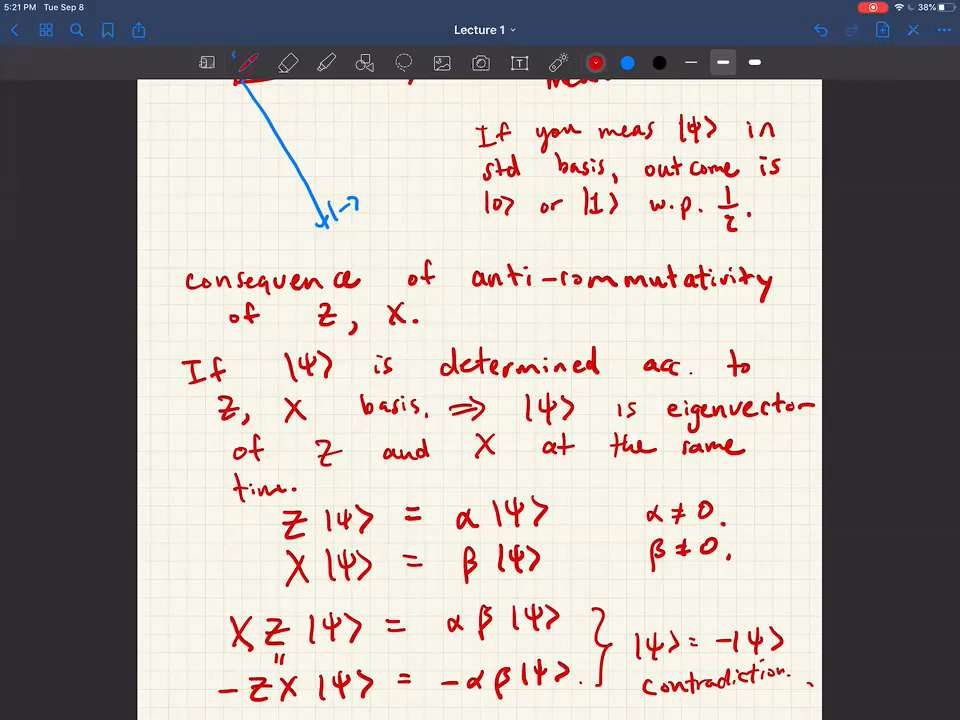 5:21 PM Tue Sep 8
38%
Lecture 1
If you meas |ψ⟩ in
std basis, outcome is
|0⟩ or |1⟩ w.p. 1/2.
|-⟩
consequence of anti-commutativity
of Z, X.
If |ψ⟩ is determined acc. to
Z, X basis. ⇒ |ψ⟩ is eigenvector
of Z and X at the same
time.
Z |ψ⟩ = α |ψ⟩ α ≠ 0.
X |ψ⟩ = β |ψ⟩ β ≠ 0.
XZ |ψ⟩ = αβ |ψ⟩
"
-ZX |ψ⟩ = -αβ |ψ⟩.
} |ψ⟩ = -|ψ⟩
contradiction.